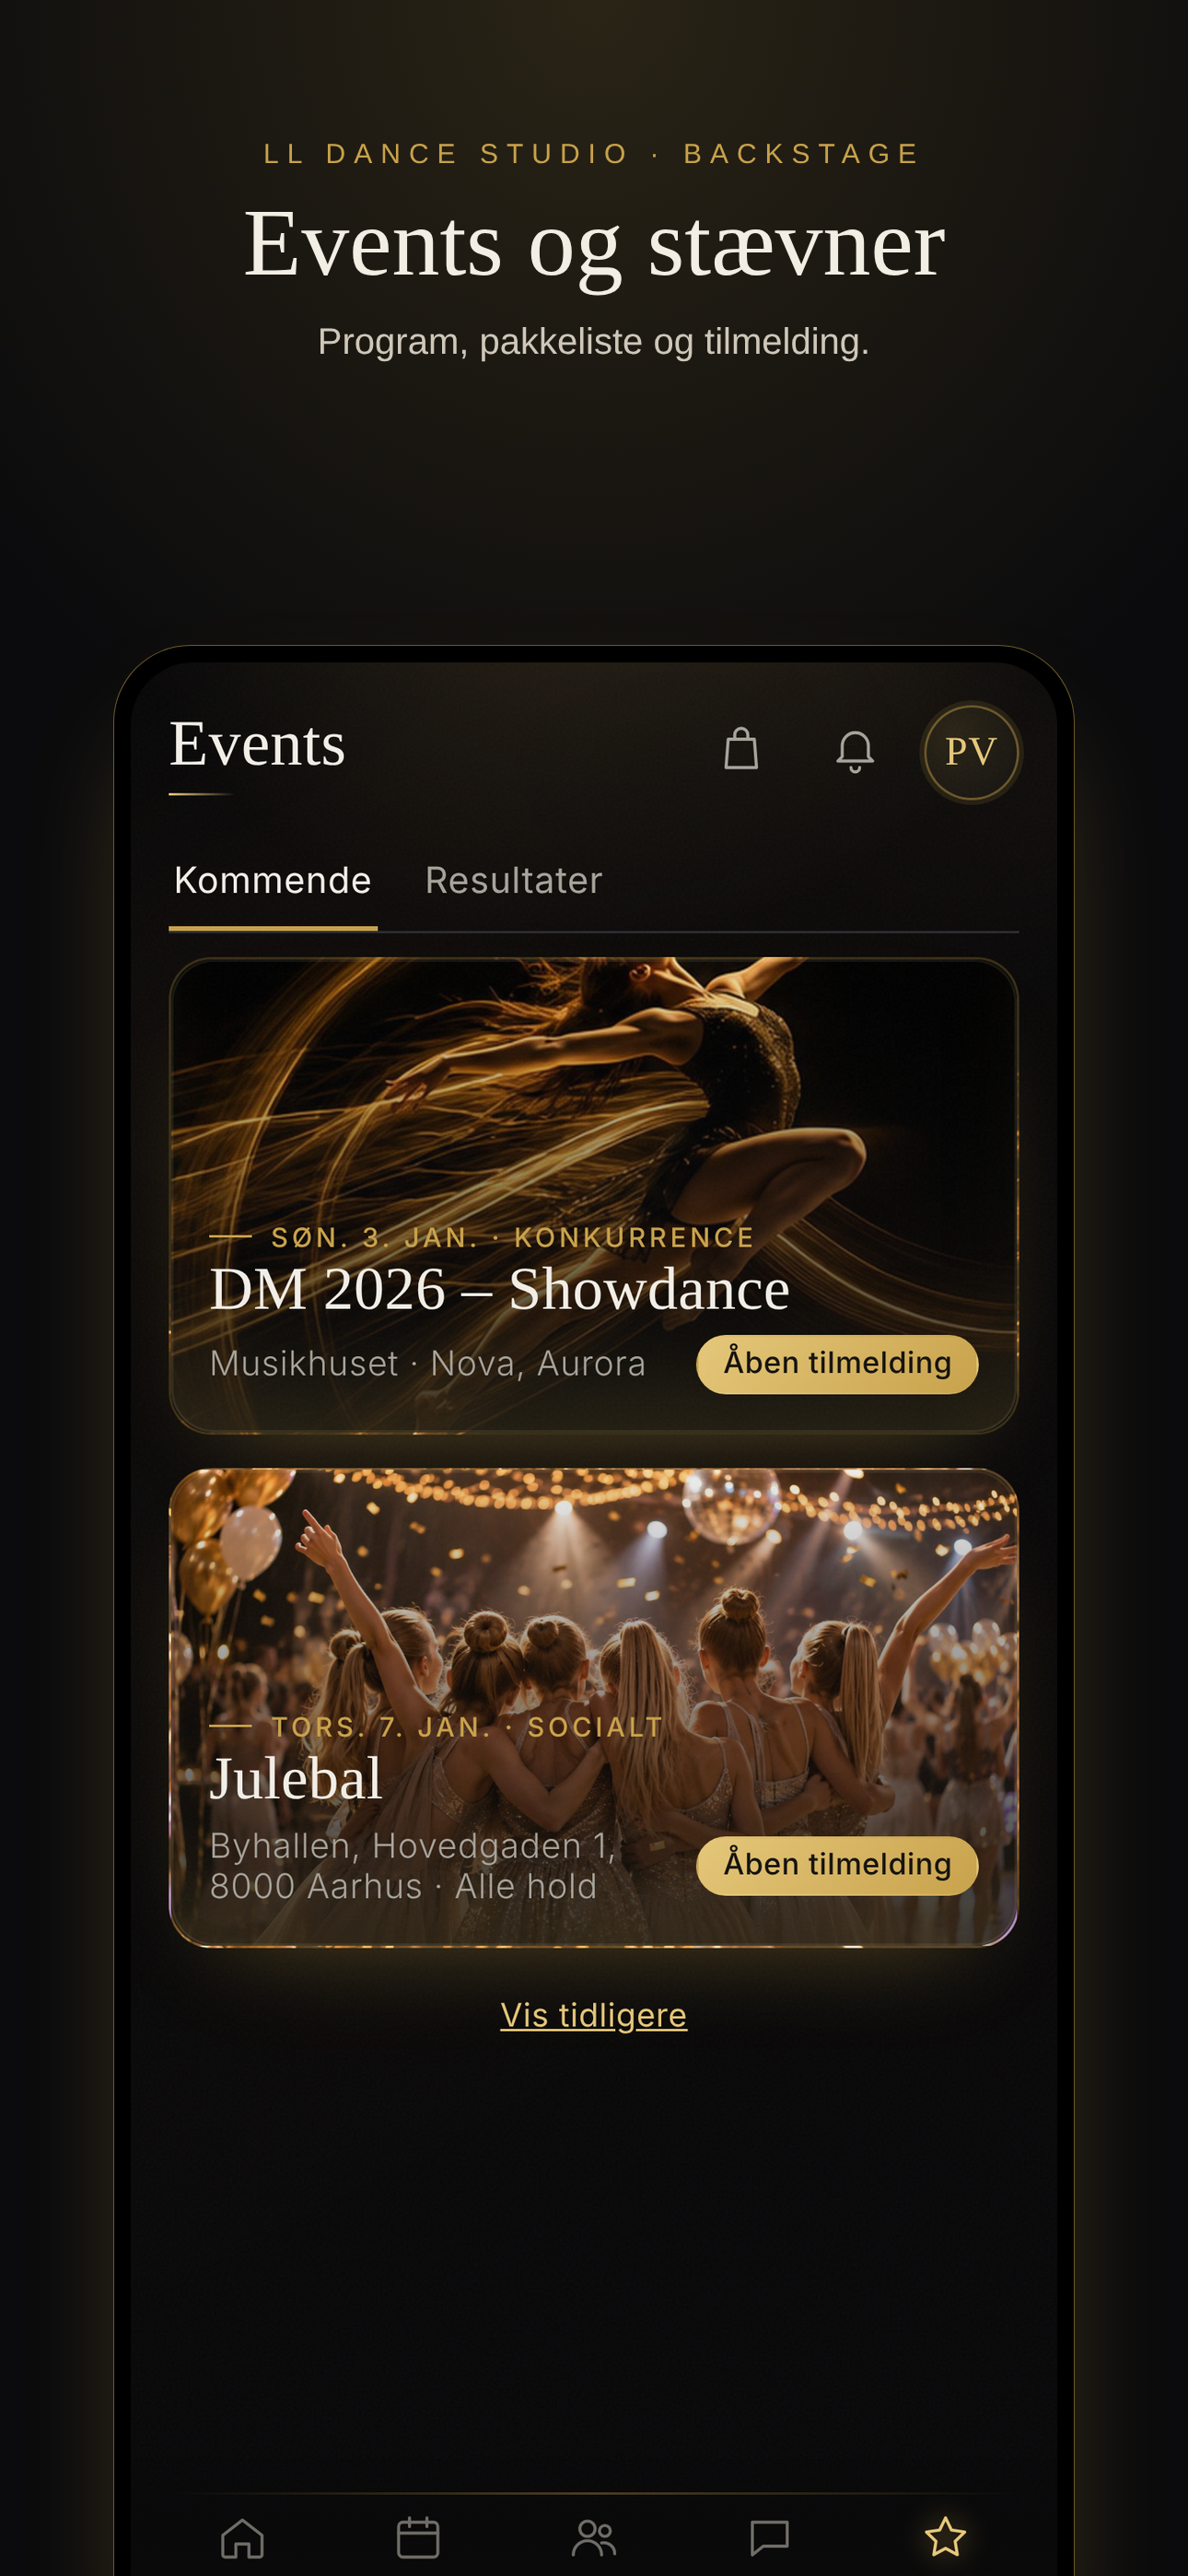 LL DANCE STUDIO · BACKSTAGE
Events og stævner
Program, pakkeliste og tilmelding.
Events
PV
Kommende
Resultater
SØN. 3. JAN. · KONKURRENCE
DM 2026 – Showdance
Musikhuset · Nova, Aurora
Åben tilmelding
TORS. 7. JAN. · SOCIALT
Julebal
Byhallen, Hovedgaden 1,
8000 Aarhus · Alle hold
Åben tilmelding
Vis tidligere